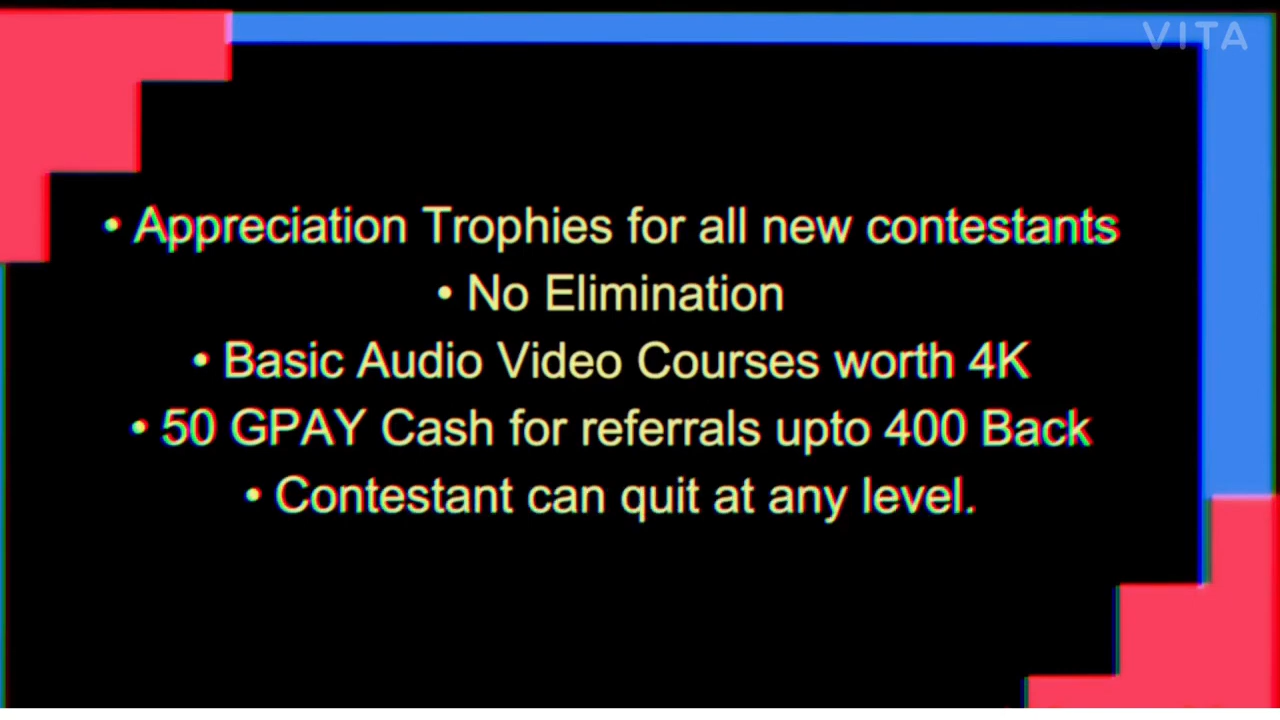 VITA
• Appreciation Trophies for all new contestants
• No Elimination
• Basic Audio Video Courses worth 4K
• 50 GPAY Cash for referrals upto 400 Back
• Contestant can quit at any level.